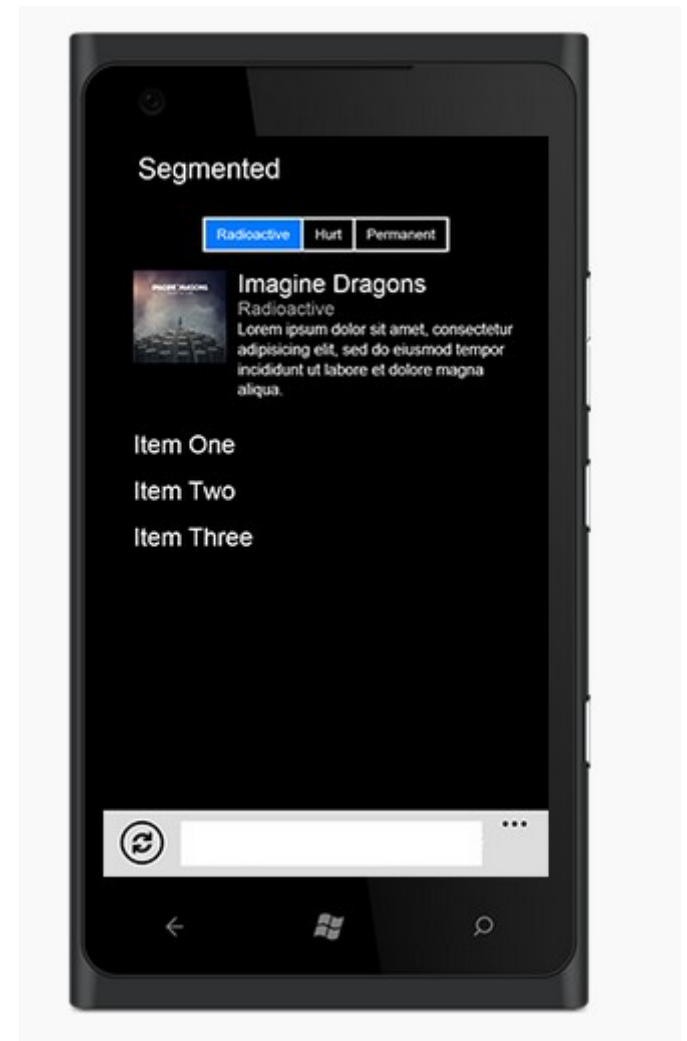 Segmented
Radioactive Hurt Permanent
Imagine Dragons
Radioactive
Lorem ipsum dolor sit amet, consectetur
adipisicing elit, sed do eiusmod tempor
incididunt ut labore et dolore magna
aliqua.
Item One
Item Two
Item Three